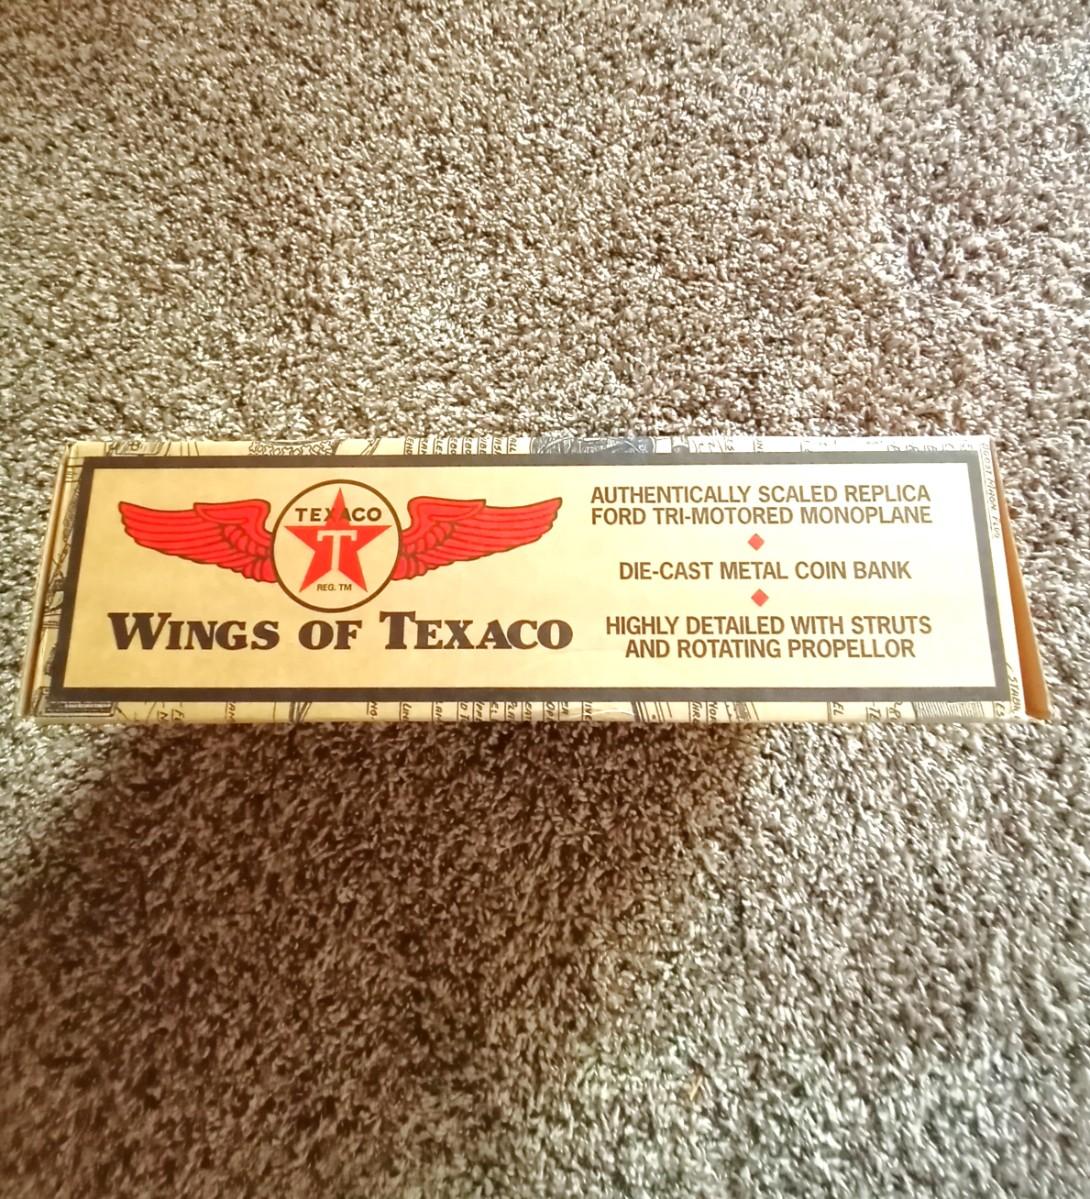 TEXACO
T
REG. TM
WINGS OF TEXACO
AUTHENTICALLY SCALED REPLICA
FORD TRI-MOTORED MONOPLANE
DIE-CAST METAL COIN BANK
HIGHLY DETAILED WITH STRUTS
AND ROTATING PROPELLOR